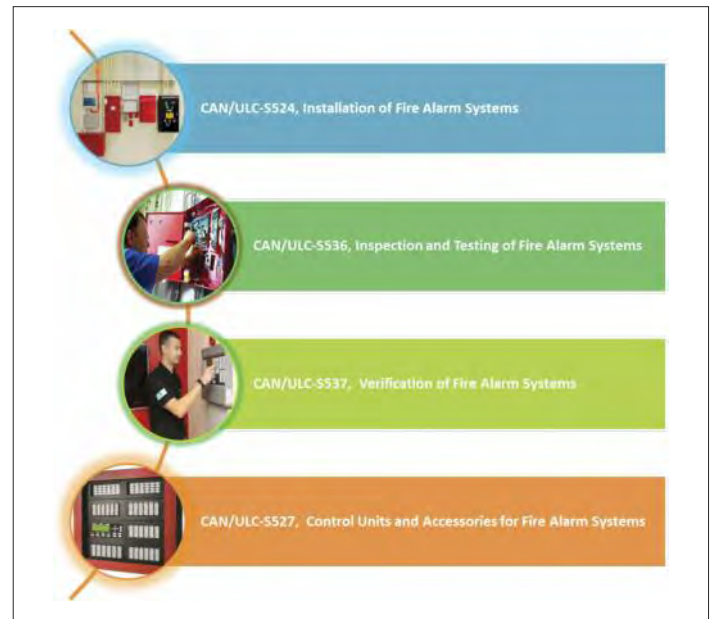 CAN/ULC-S524, Installation of Fire Alarm Systems
CAN/ULC-S536, Inspection and Testing of Fire Alarm Systems
CAN/ULC-S537, Verification of Fire Alarm Systems
CAN/ULC-S527, Control Units and Accessories for Fire Alarm Systems